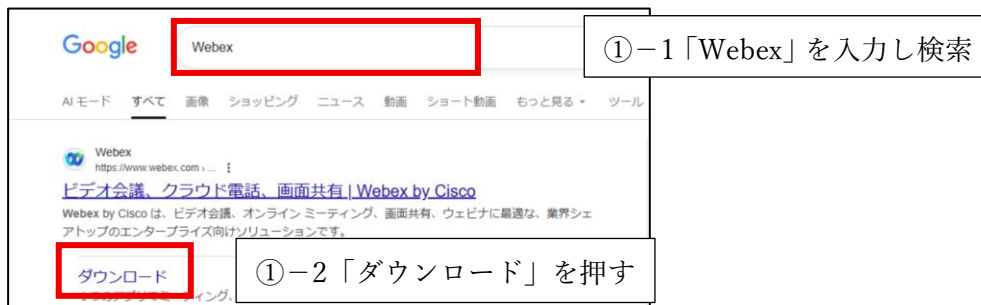 Google
Webex
①－1「Webex」を入力し検索
AI モード すべて 画像 ショッピング ニュース 動画 ショート動画 もっと見る ツール
Webex
https://www.webex.com › ...
ビデオ会議、クラウド電話、画面共有 | Webex by Cisco
Webex by Cisco は、ビデオ会議、オンライン ミーティング、画面共有、ウェビナに最適な、業界シェ
アトップのエンタープライズ向けソリューションです。
ダウンロード
①－2「ダウンロード」を押す